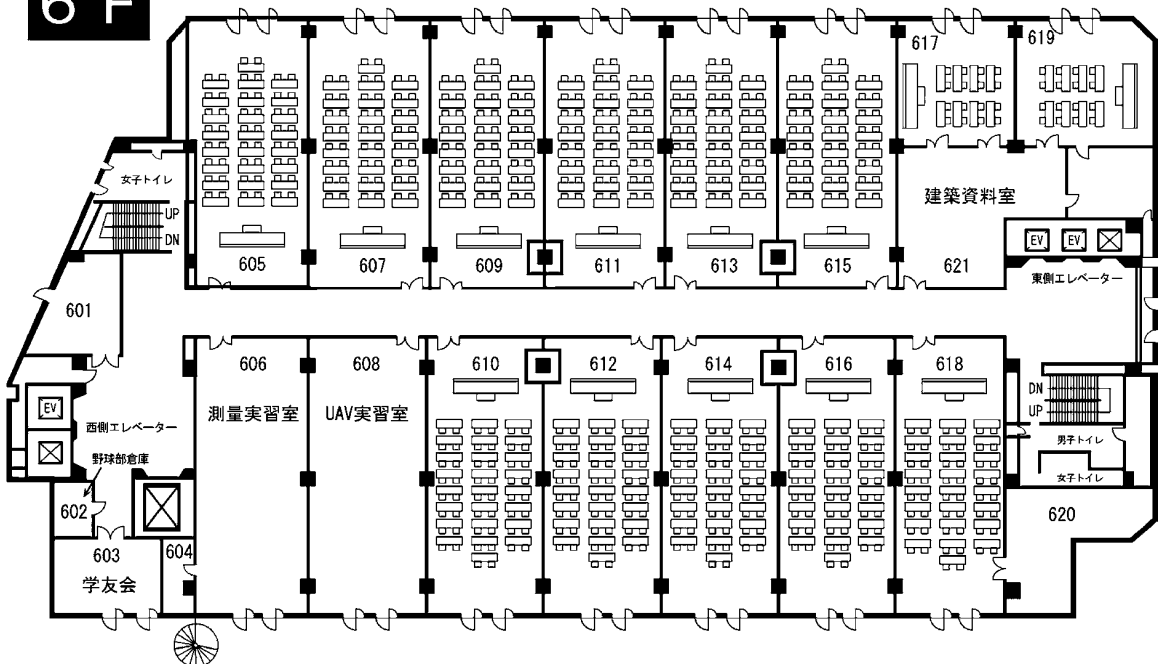 6F
617
619
女子トイレ
UP
DN
建築資料室
EV
EV
605
607
609
611
613
615
621
東側エレベーター
601
606
608
610
612
614
616
618
測量実習室
UAV実習室
DN
UP
EV
西側エレベーター
野球部倉庫
男子トイレ
女子トイレ
602
603
604
学友会
620